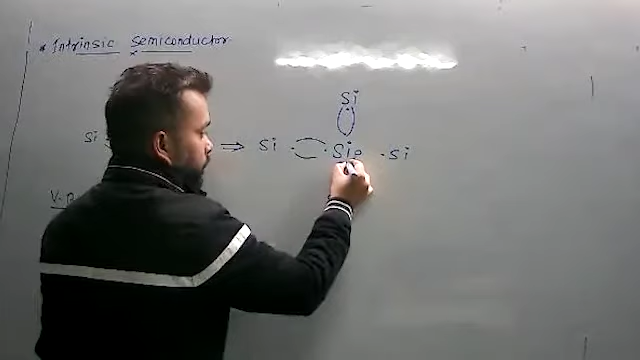 * Intrinsic Semiconductor
Si
Si ⇒ Si Si Si
V.B